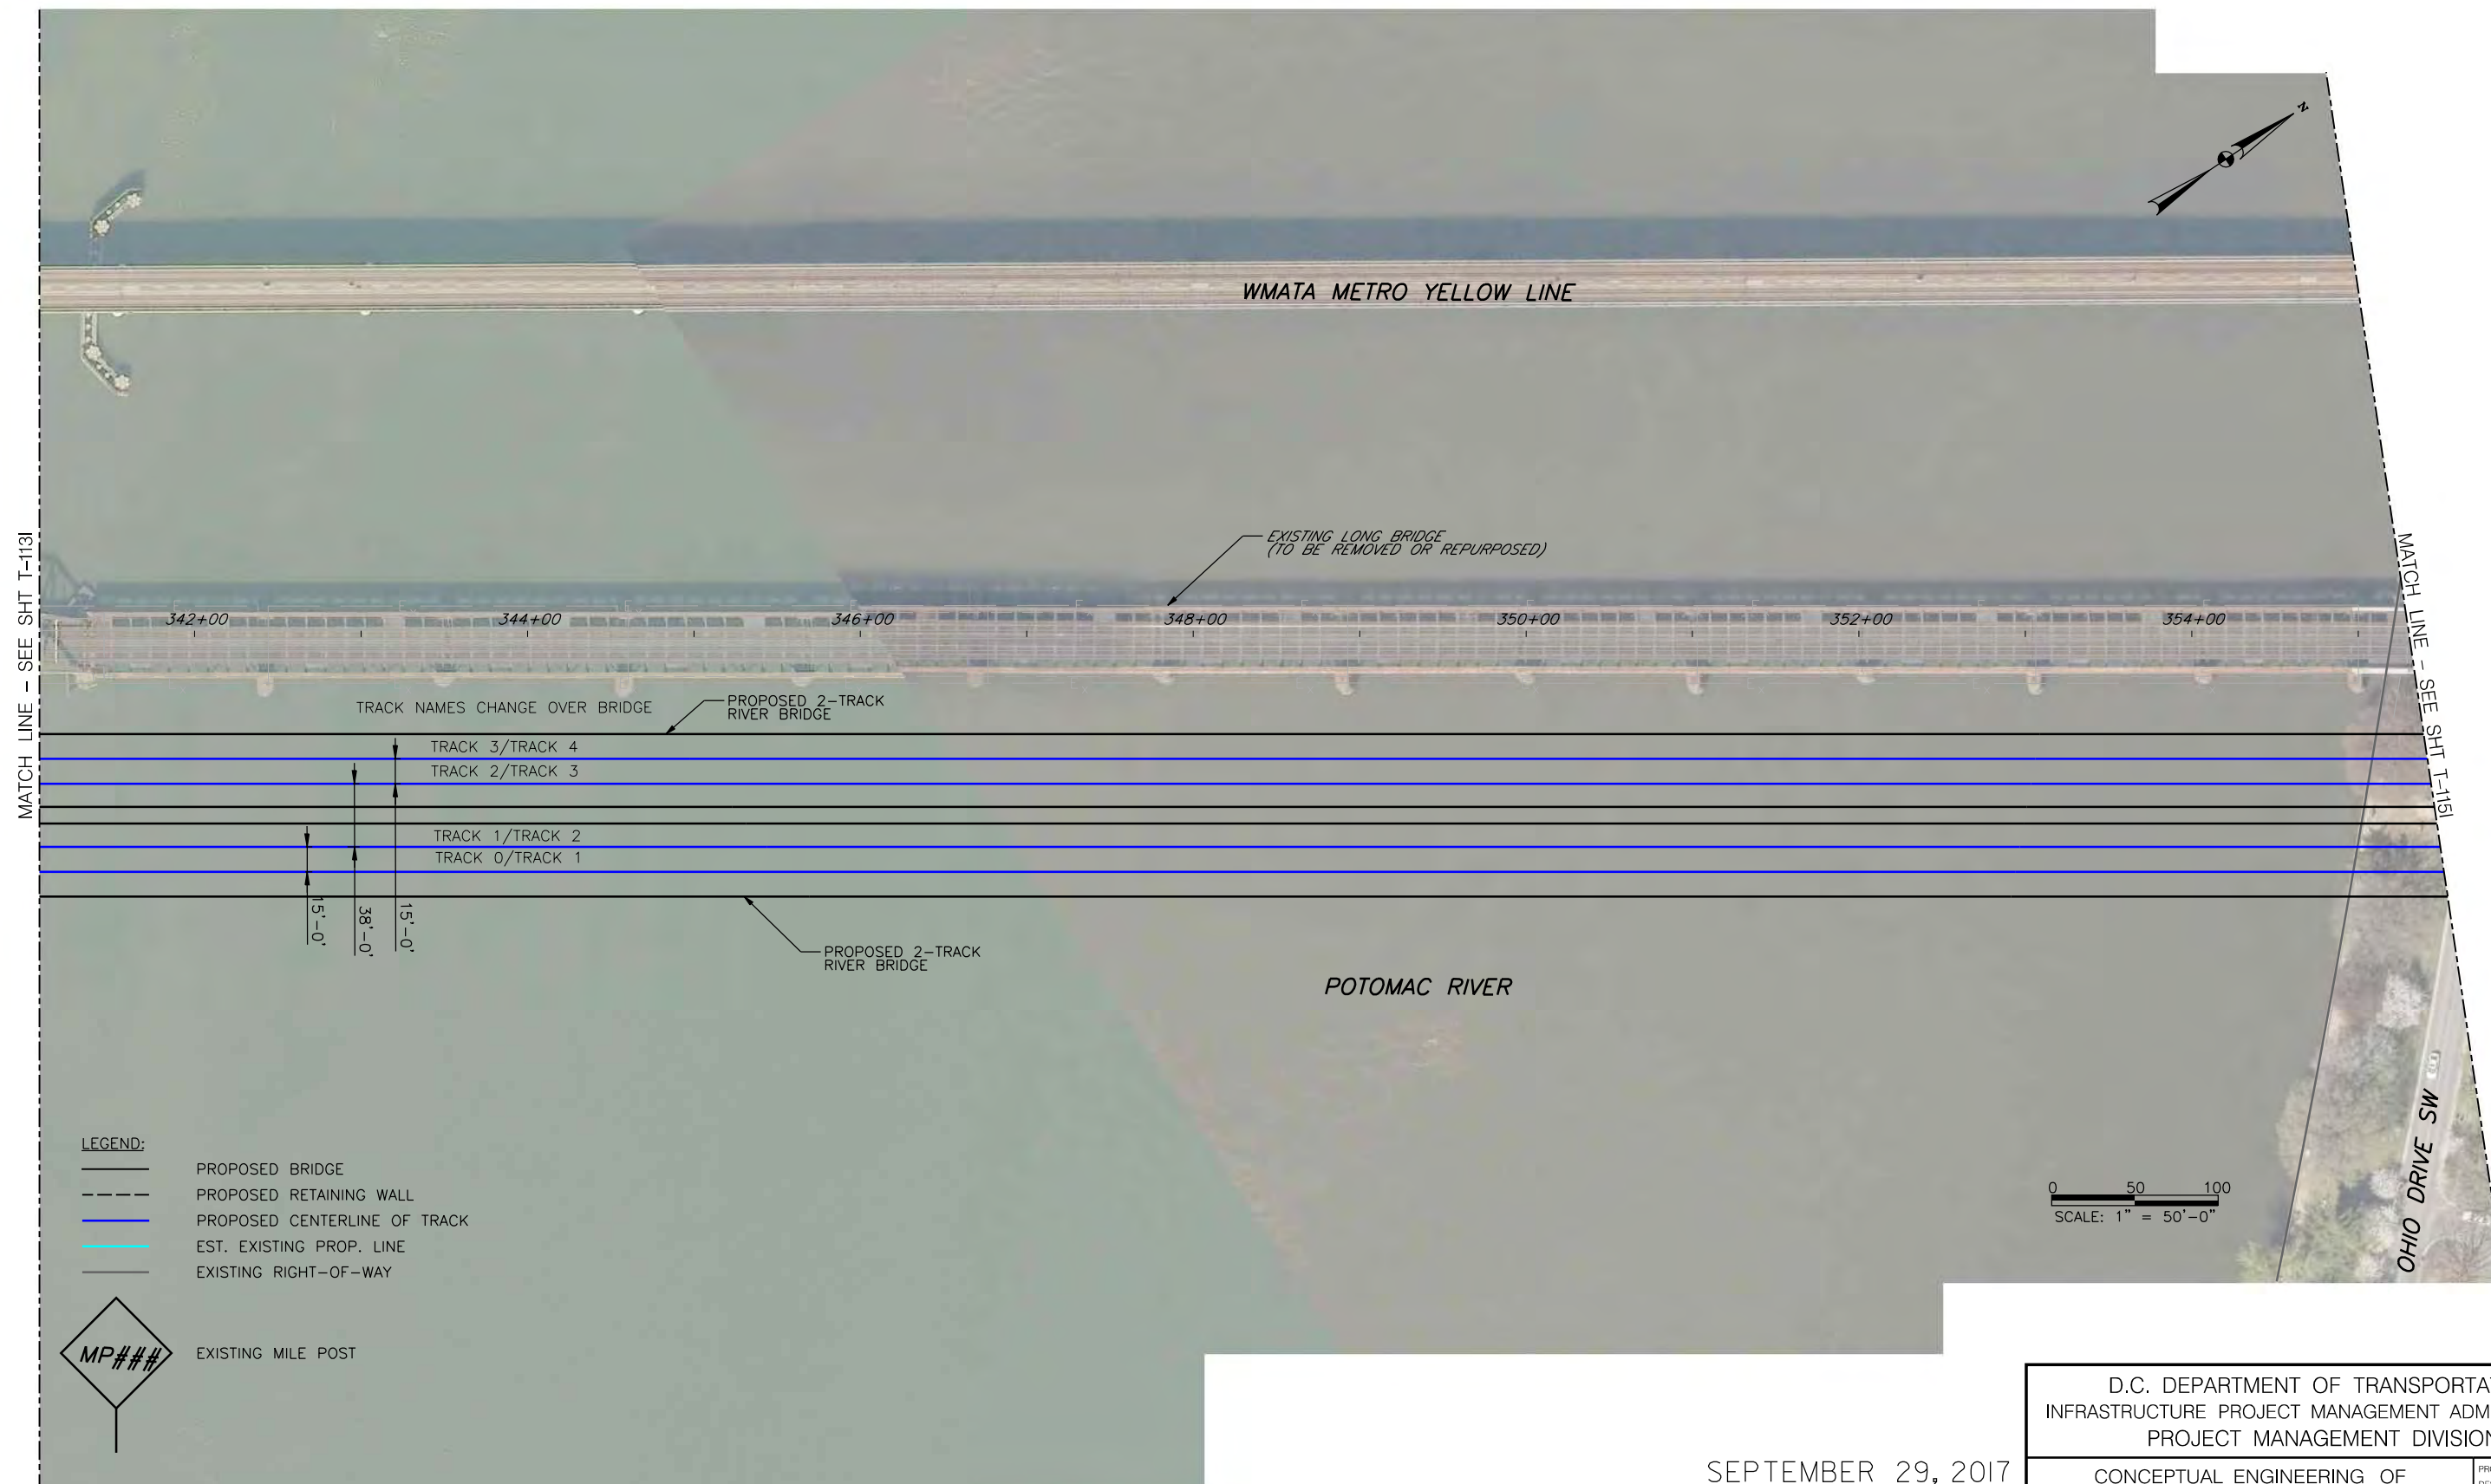 N
WMATA METRO YELLOW LINE
EXISTING LONG BRIDGE
(TO BE REMOVED OR REPURPOSED)
MATCH LINE - SEE SHT T-113I
MATCH LINE - SEE SHT T-115I
342+00
344+00
346+00
348+00
350+00
352+00
354+00
TRACK NAMES CHANGE OVER BRIDGE
PROPOSED 2-TRACK
RIVER BRIDGE
TRACK 3/TRACK 4
TRACK 2/TRACK 3
TRACK 1/TRACK 2
TRACK 0/TRACK 1
15'-0'
38'-0'
15'-0'
PROPOSED 2-TRACK
RIVER BRIDGE
POTOMAC RIVER
OHIO DRIVE SW
LEGEND:
PROPOSED BRIDGE
PROPOSED RETAINING WALL
PROPOSED CENTERLINE OF TRACK
EST. EXISTING PROP. LINE
EXISTING RIGHT-OF-WAY
MP###
EXISTING MILE POST
0 50 100
SCALE: 1" = 50'-0"
SEPTEMBER 29, 2017
D.C. DEPARTMENT OF TRANSPORTA
INFRASTRUCTURE PROJECT MANAGEMENT ADM
PROJECT MANAGEMENT DIVISION
CONCEPTUAL ENGINEERING OF